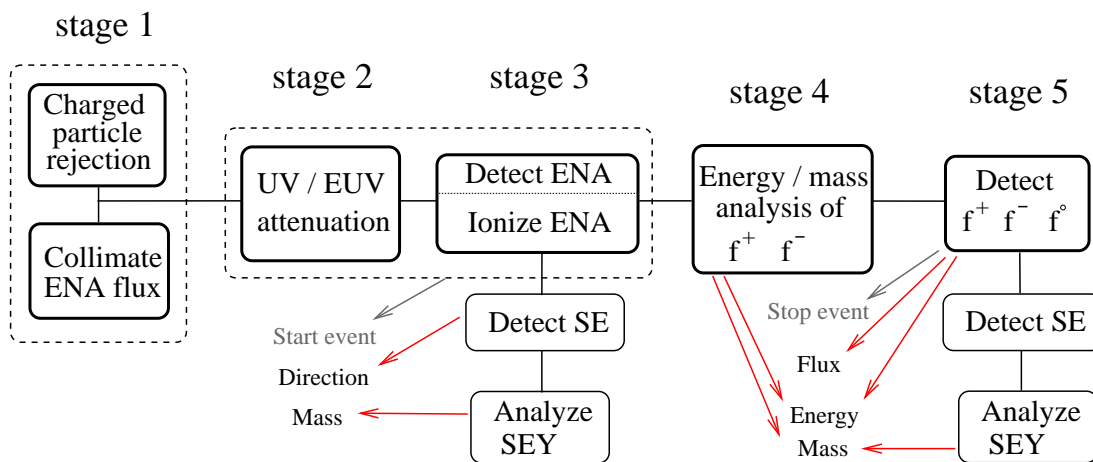 stage 1
Charged
particle
rejection
Collimate
ENA flux
stage 2
UV / EUV
attenuation
stage 3
Detect ENA
Ionize ENA
Detect SE
Analyze
SEY
Start event
Direction
Mass
stage 4
Energy / mass
analysis of
f⁺ f⁻
stage 5
Detect
f⁺ f⁻ f°
Detect SE
Analyze
SEY
Stop event
Flux
Energy
Mass